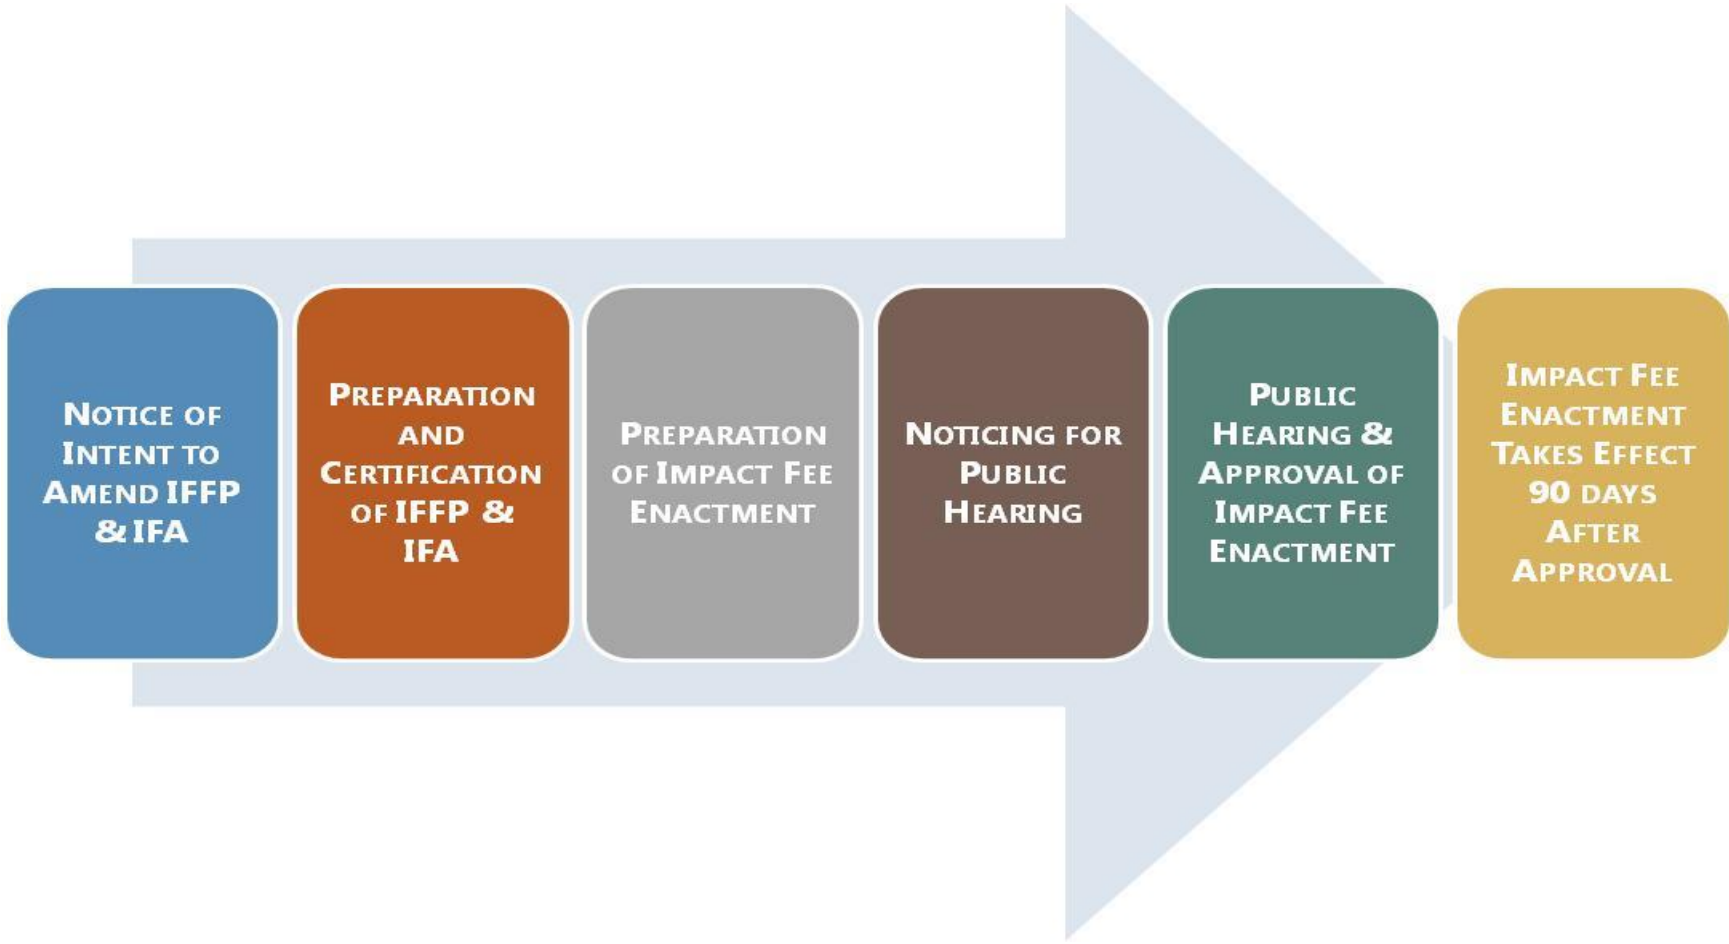 NOTICE OF
INTENT TO
AMEND IFFP
& IFA
PREPARATION
AND
CERTIFICATION
OF IFFP &
IFA
PREPARATION
OF IMPACT FEE
ENACTMENT
NOTICING FOR
PUBLIC
HEARING
PUBLIC
HEARING &
APPROVAL OF
IMPACT FEE
ENACTMENT
IMPACT FEE
ENACTMENT
TAKES EFFECT
90 DAYS
AFTER
APPROVAL